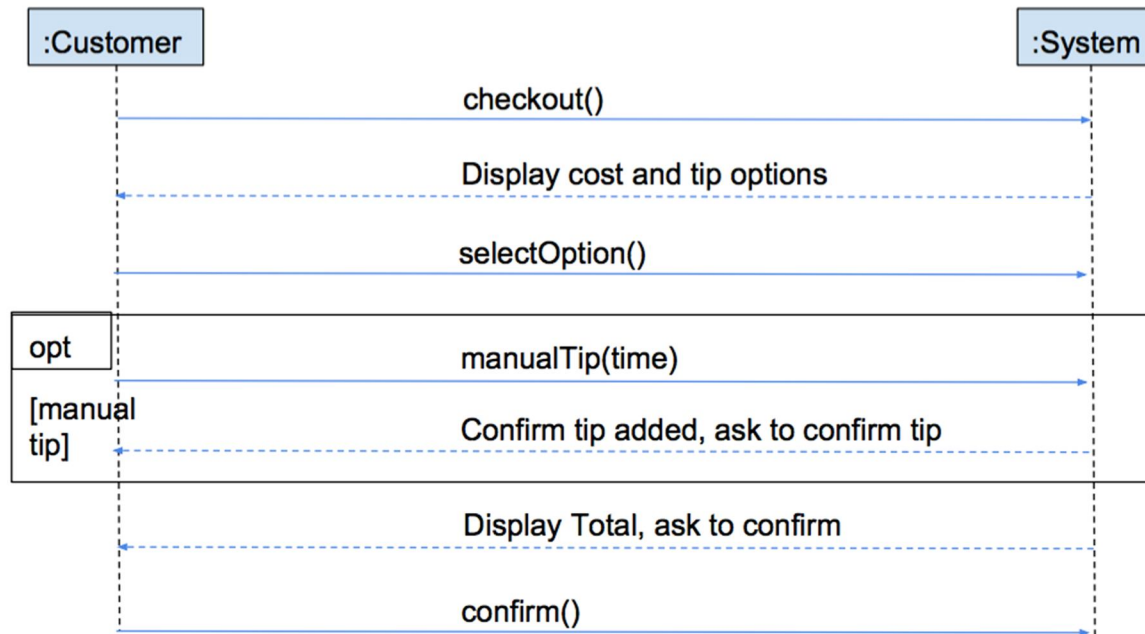 :Customer
:System
checkout()
Display cost and tip options
selectOption()
opt
manualTip(time)
[manual
tip]
Confirm tip added, ask to confirm tip
Display Total, ask to confirm
confirm()